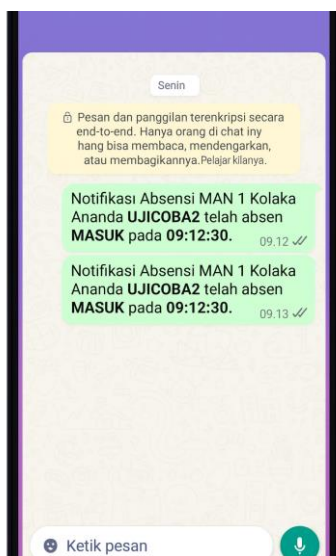 Senin
Pesan dan panggilan terenkripsi secara
end-to-end. Hanya orang di chat iny
hang bisa membaca, mendengarkan,
atau membagikannya.Pelajar kilanya.
Notifikasi Absensi MAN 1 Kolaka
Ananda UJICOBA2 telah absen
MASUK pada 09:12:30.
09.12
Notifikasi Absensi MAN 1 Kolaka
Ananda UJICOBA2 telah absen
MASUK pada 09:12:30.
09.13
Ketik pesan